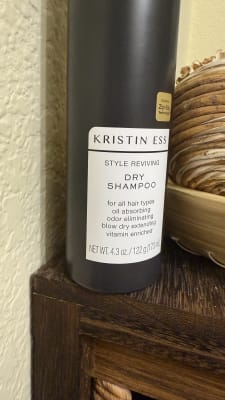 KRISTIN ESS
STYLE REVIVING
DRY
SHAMPOO
for all hair types
oil absorbing
odor eliminating
blow dry extending
vitamin enriched
NET WT. 4.3 oz. / 122 g